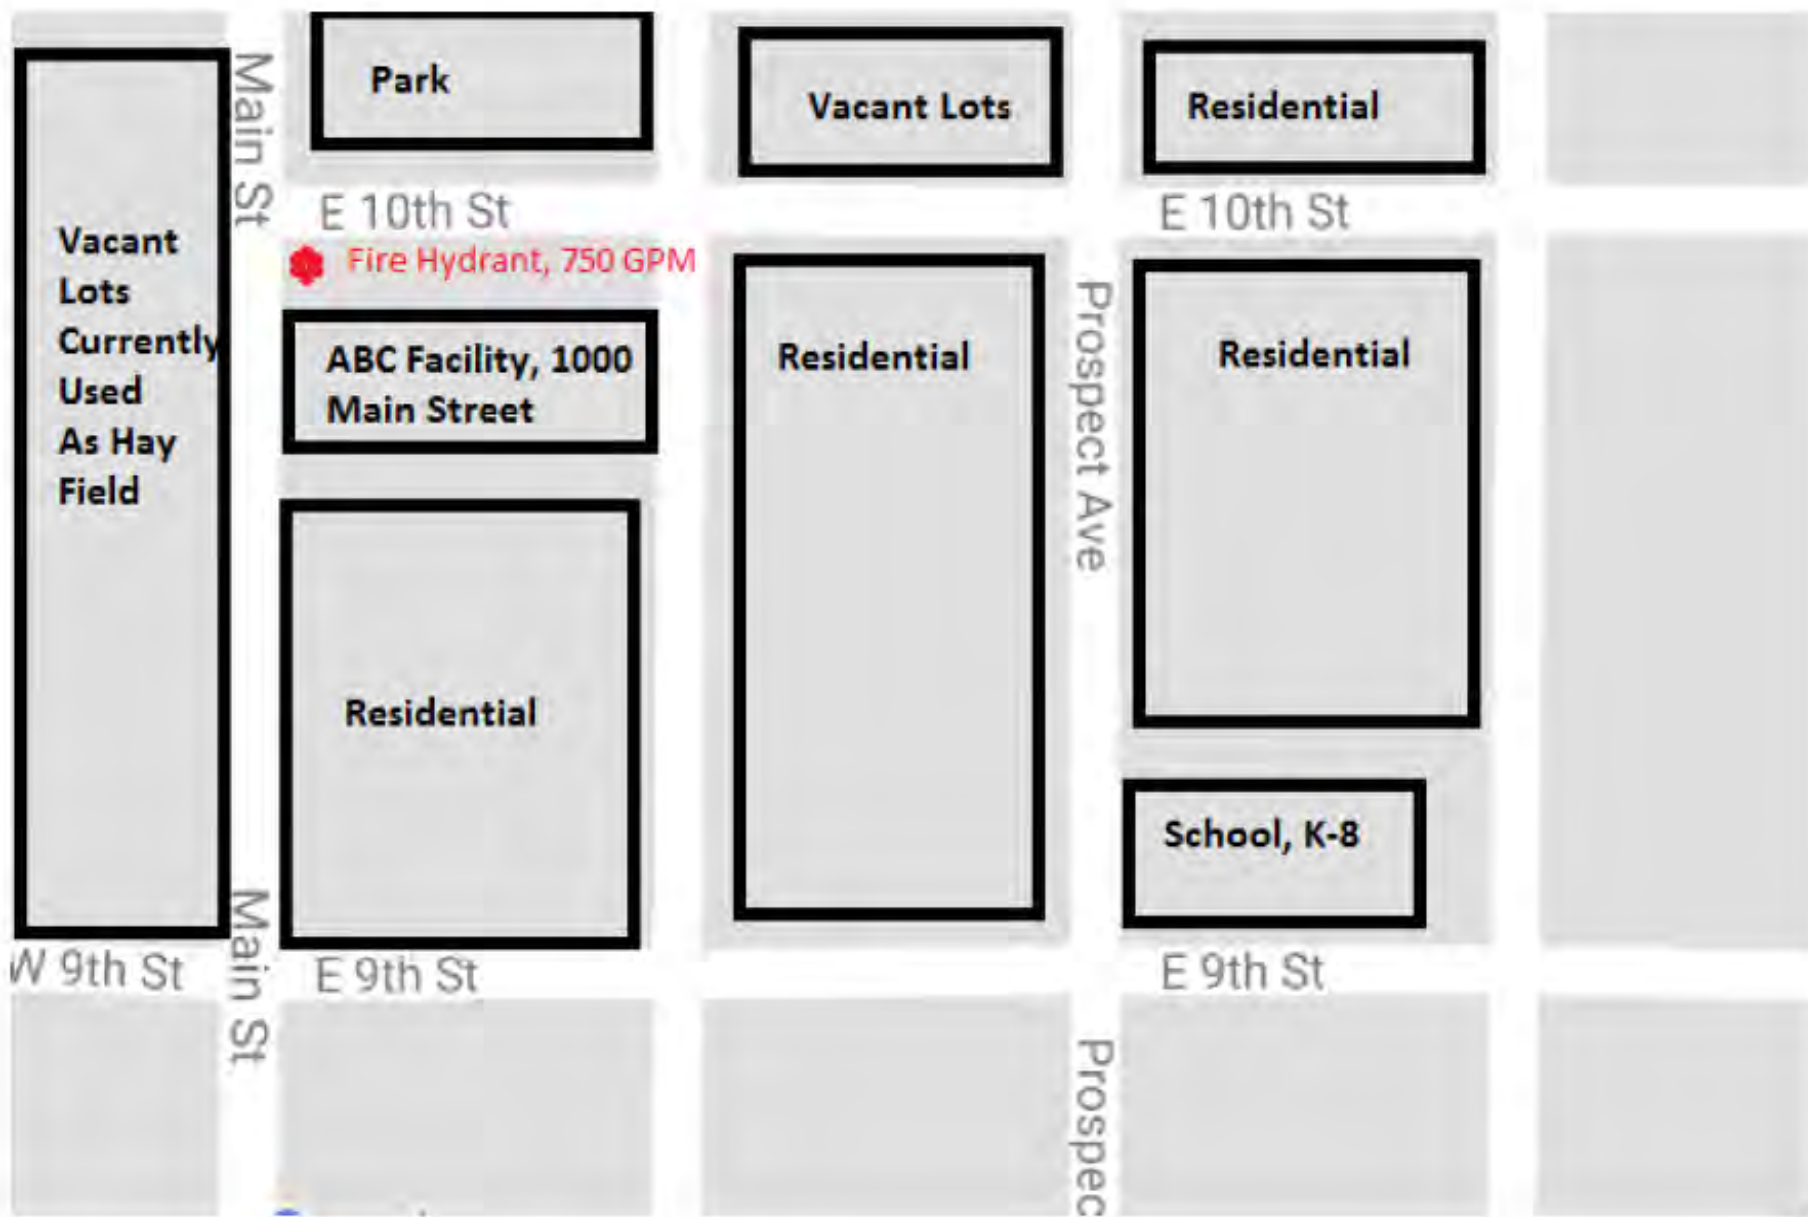 Main St
Park
Vacant Lots
Residential
E 10th St
E 10th St
Vacant
Lots
Currently
Used
As Hay
Field
Fire Hydrant, 750 GPM
ABC Facility, 1000
Main Street
Residential
Prospect Ave
Residential
Residential
School, K-8
Main St
W 9th St
E 9th St
E 9th St
Prospec